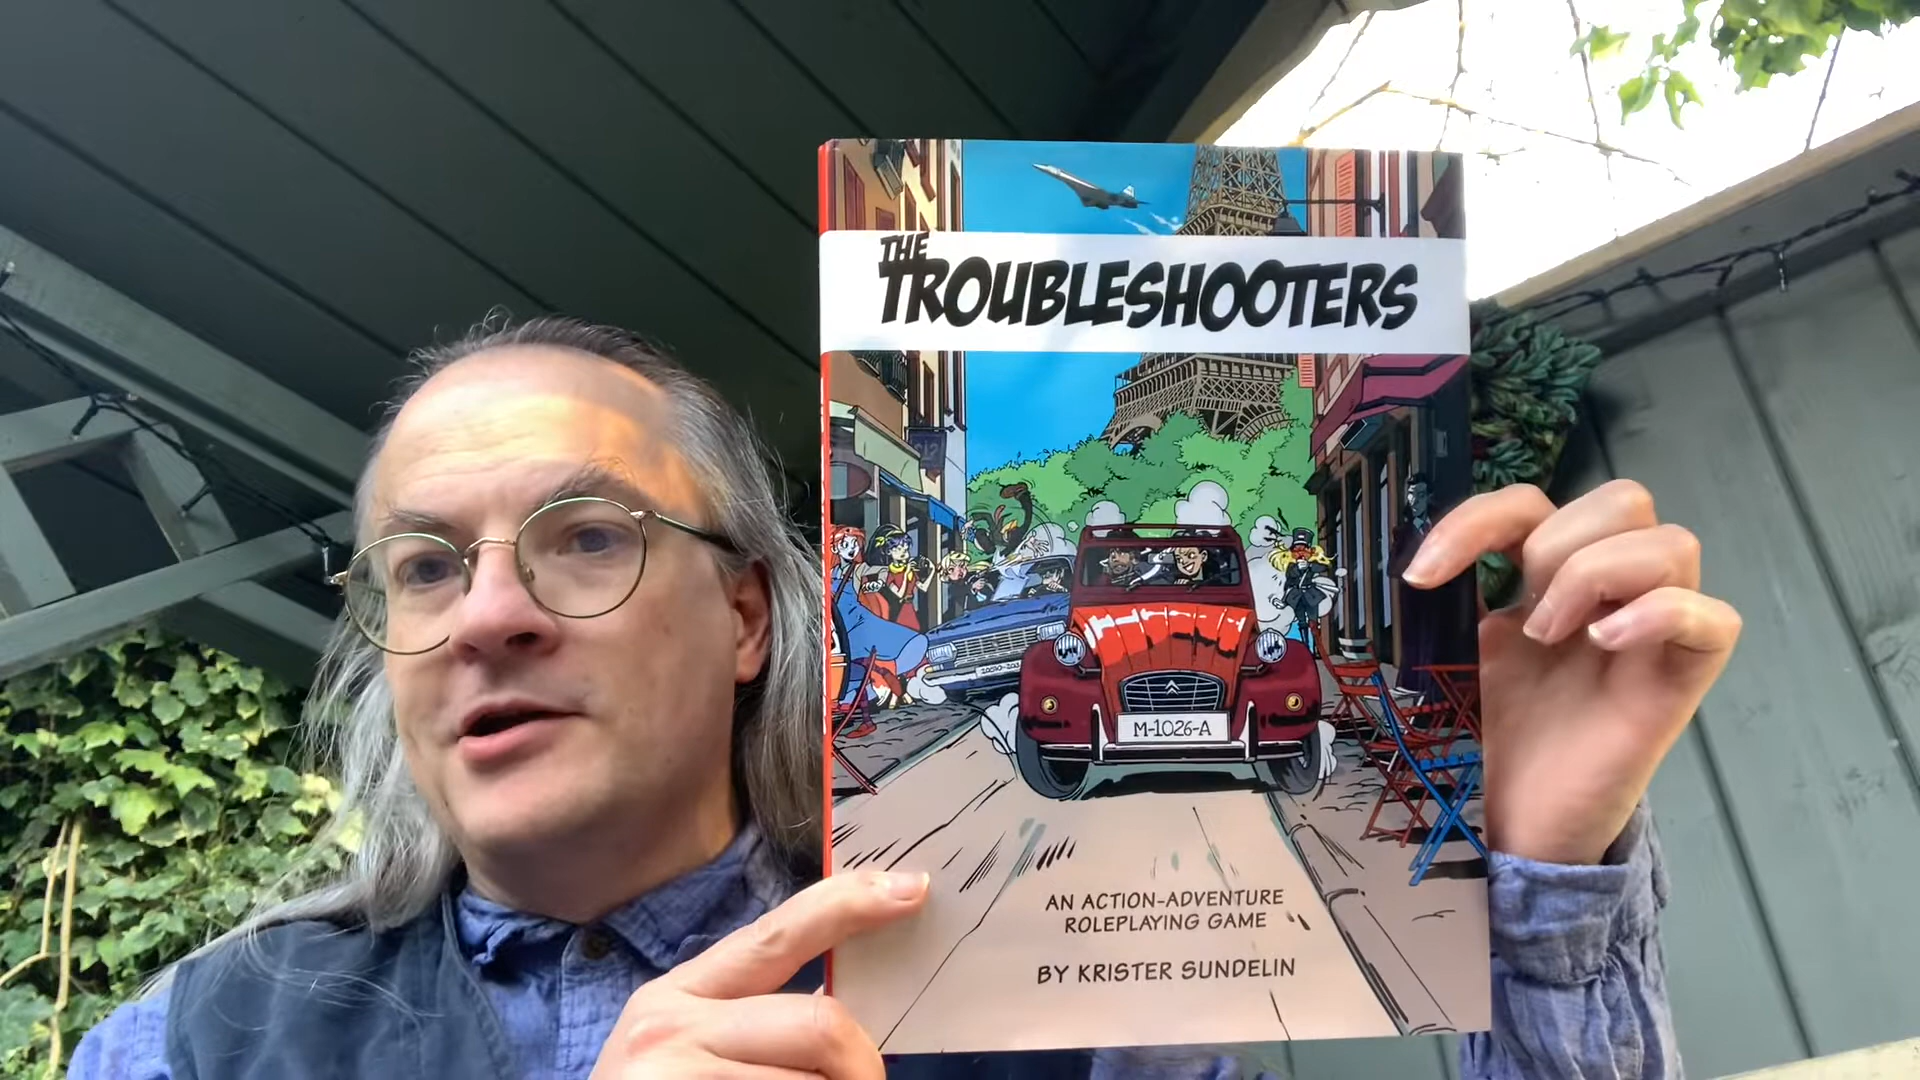 THE
TROUBLESHOOTERS
M-1026-A
AN ACTION-ADVENTURE
ROLEPLAYING GAME
BY KRISTER SUNDELIN